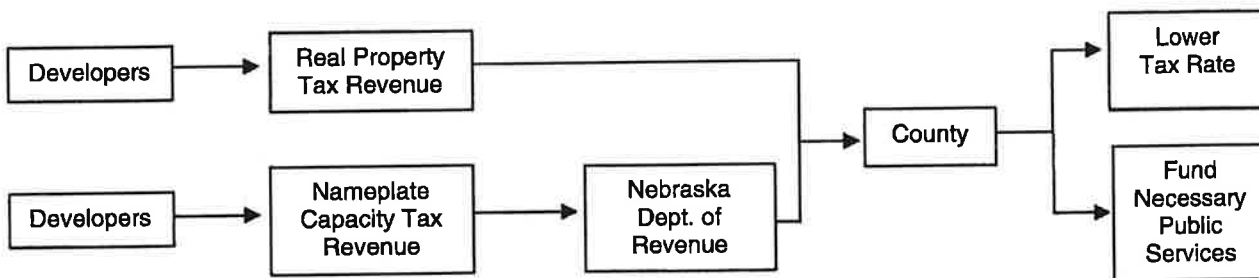 Developers
Real Property
Tax Revenue
Lower
Tax Rate
County
Developers
Nameplate
Capacity Tax
Revenue
Nebraska
Dept. of
Revenue
Fund
Necessary
Public
Services